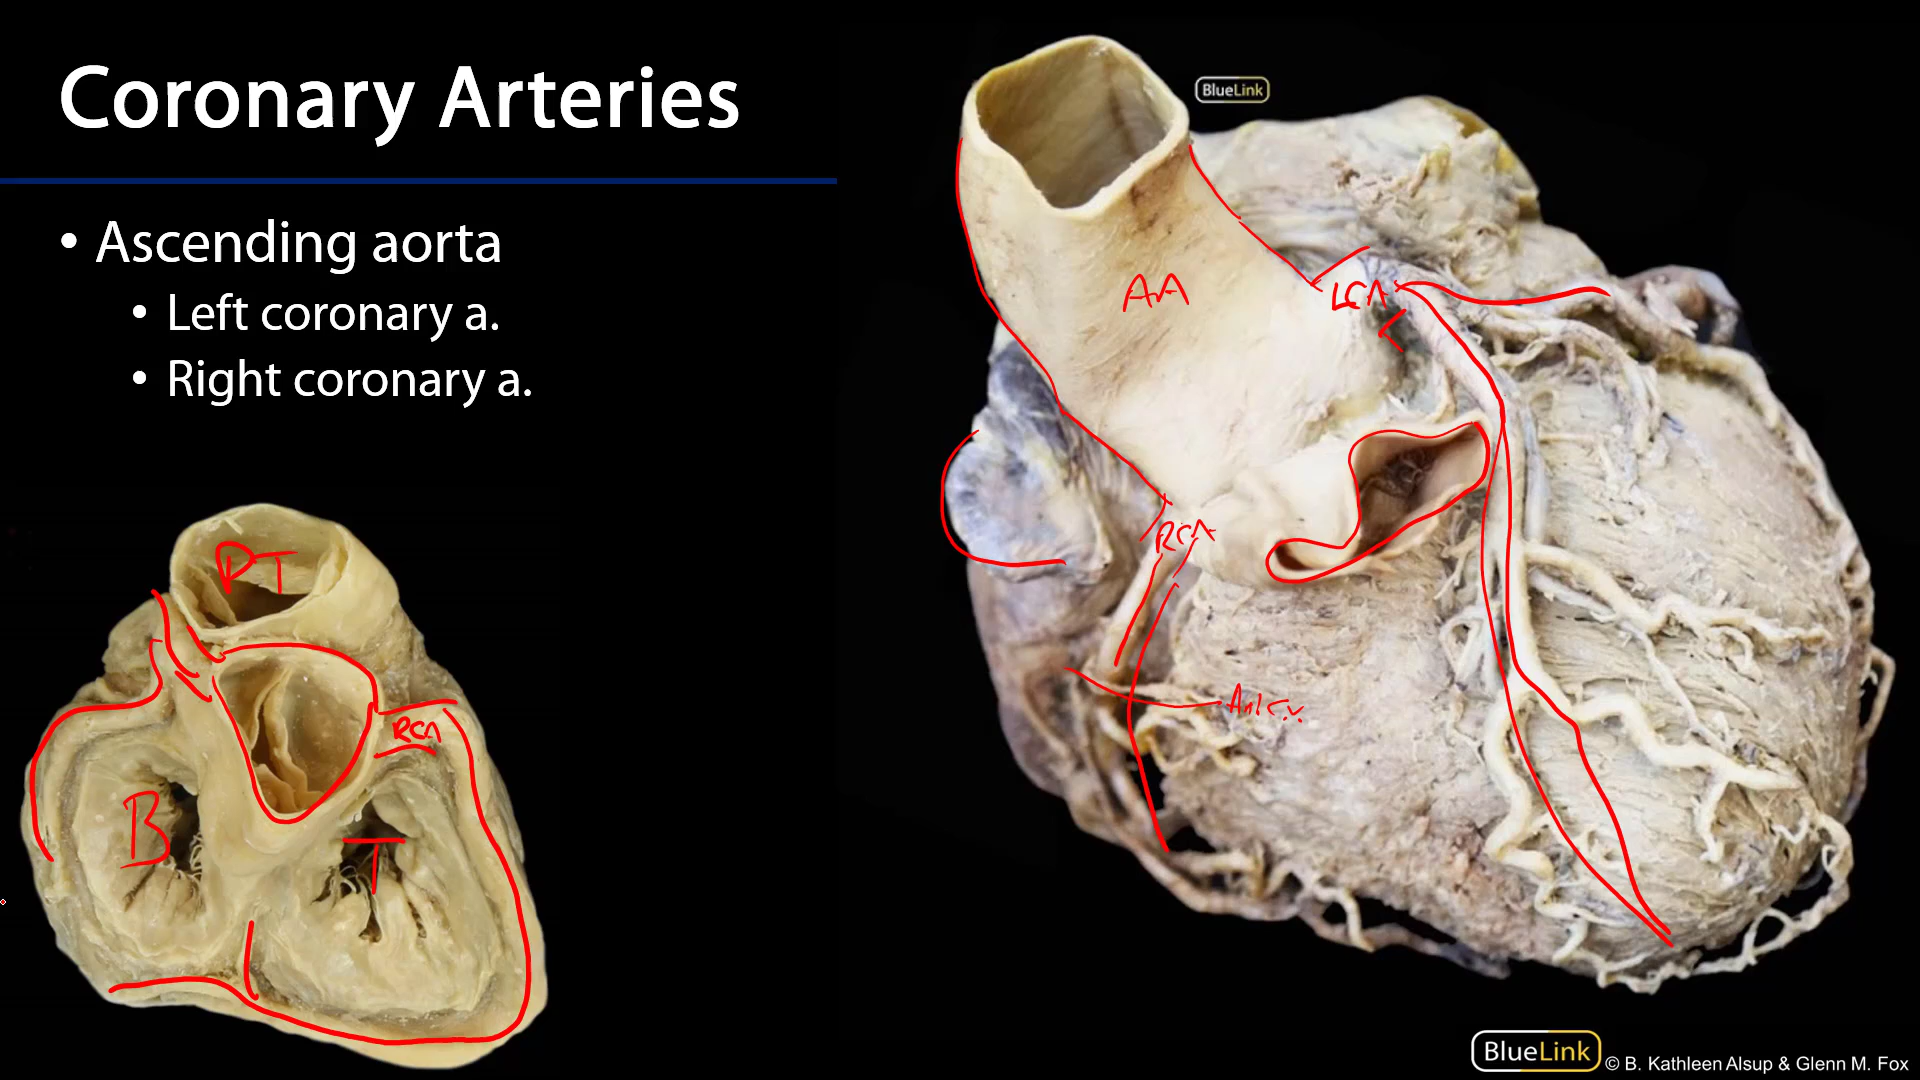 Coronary Arteries
• Ascending aorta
• Left coronary a.
• Right coronary a.
BlueLink
AA
LCA
RCA
PT
RCA
B
T
BlueLink
© B. Kathleen Alsup & Glenn M. Fox